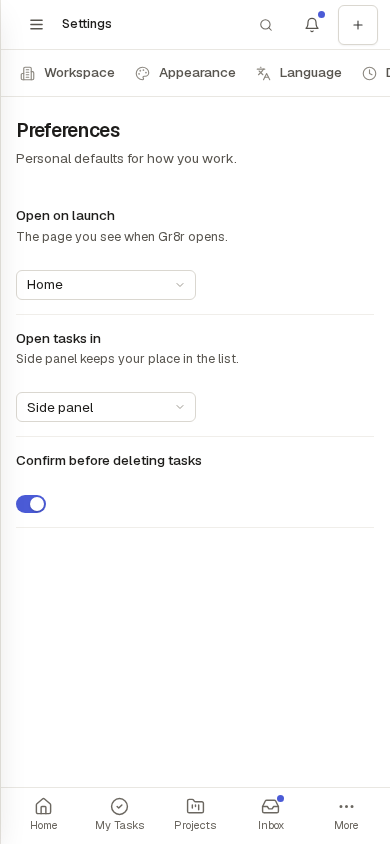 Settings
Workspace
Appearance
Language
Preferences
Personal defaults for how you work.
Open on launch
The page you see when Gr8r opens.
Home
Open tasks in
Side panel keeps your place in the list.
Side panel
Confirm before deleting tasks
Home
My Tasks
Projects
Inbox
More